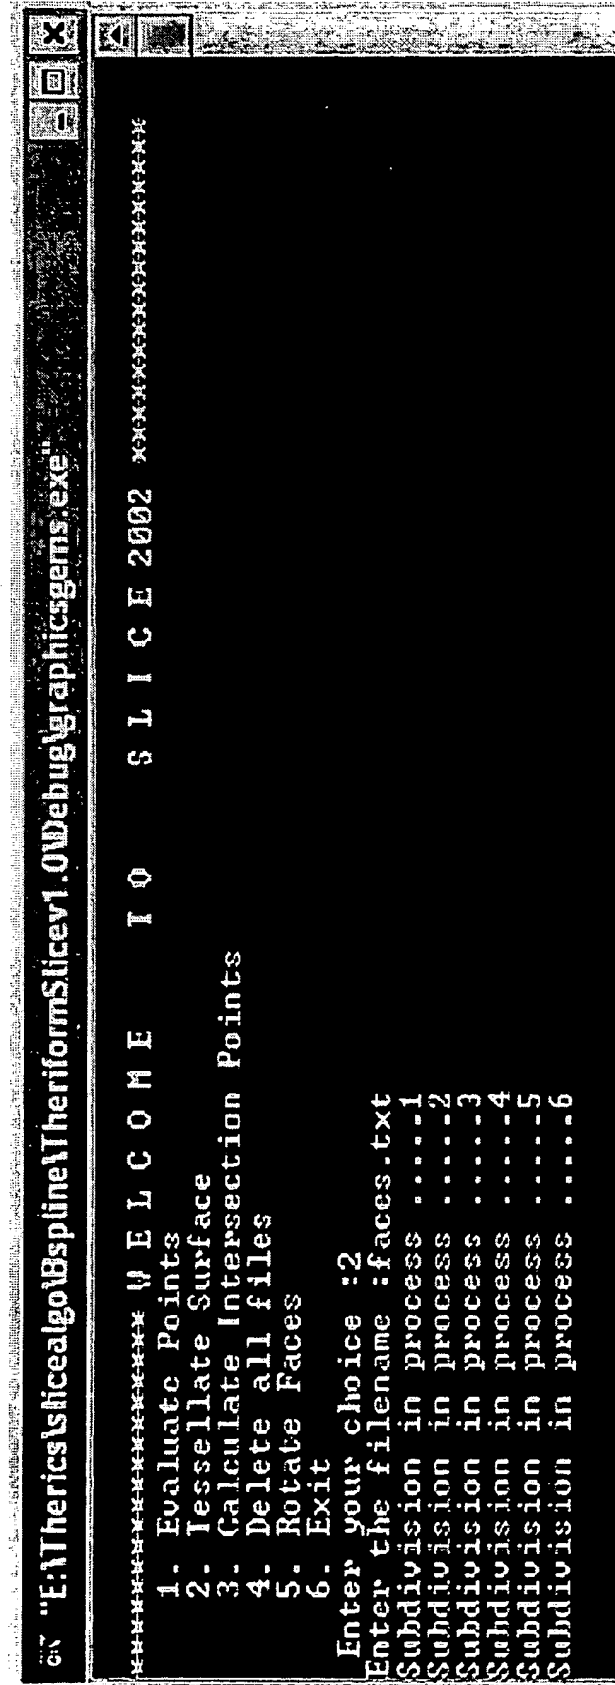 "E:\Therics\slicealgo\Bspline\TheriformSlicev1.0\Debug\graphicsgems.exe"
***************** W E L C O M E T O S L I C E 2002 **********************
1. Evaluate Points
2. Tessellate Surface
3. Calculate Intersection Points
4. Delete all files
5. Rotate Faces
6. Exit
Enter your choice :2
Enter the filename :faces.txt
Subdivision in process .....1
Subdivision in process .....2
Subdivision in process .....3
Subdivision in process .....4
Subdivision in process .....5
Subdivision in process .....6